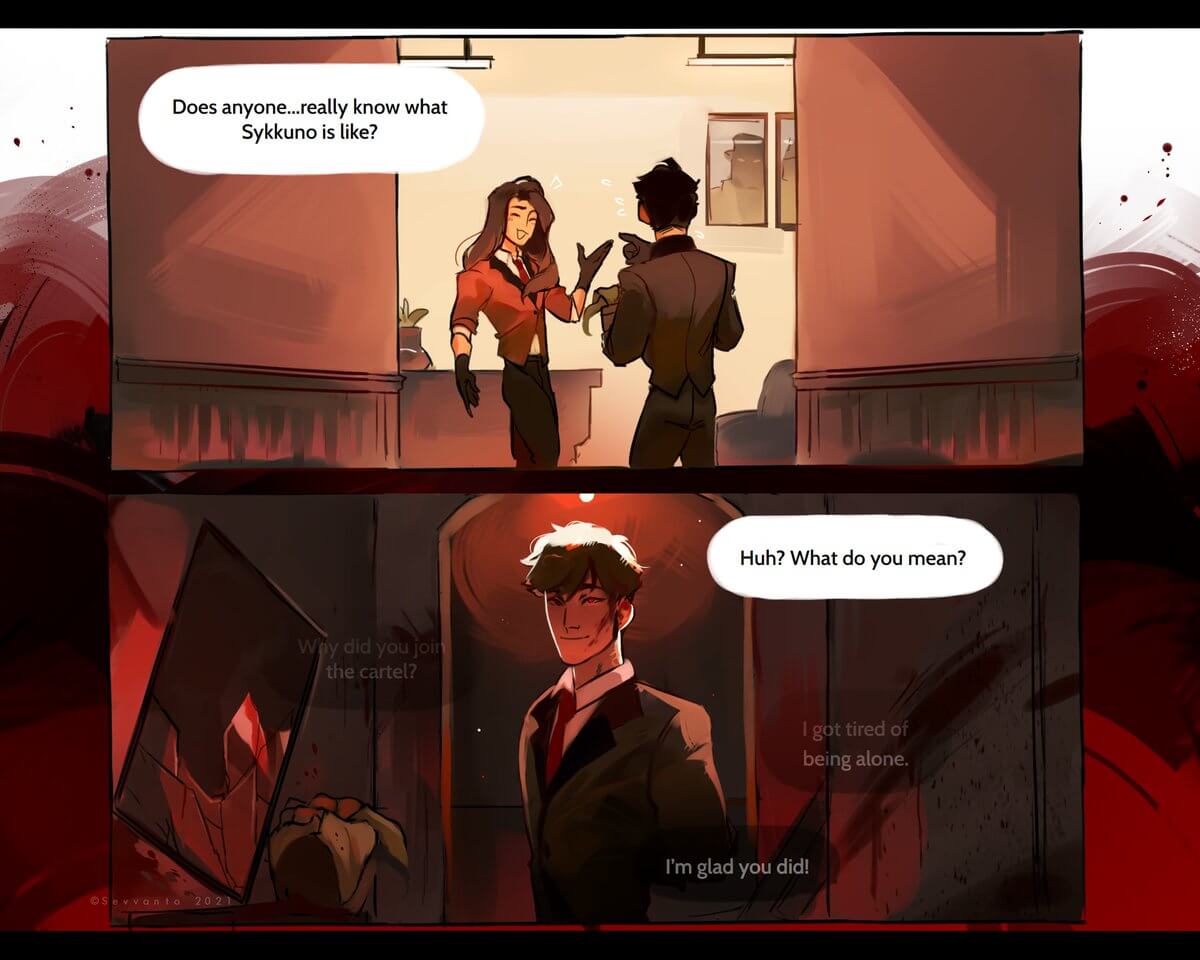 Does anyone...really know what
Sykkuno is like?
Huh? What do you mean?
Why did you join
the cartel?
I got tired of
being alone.
I'm glad you did!
©Sevvanto 2021